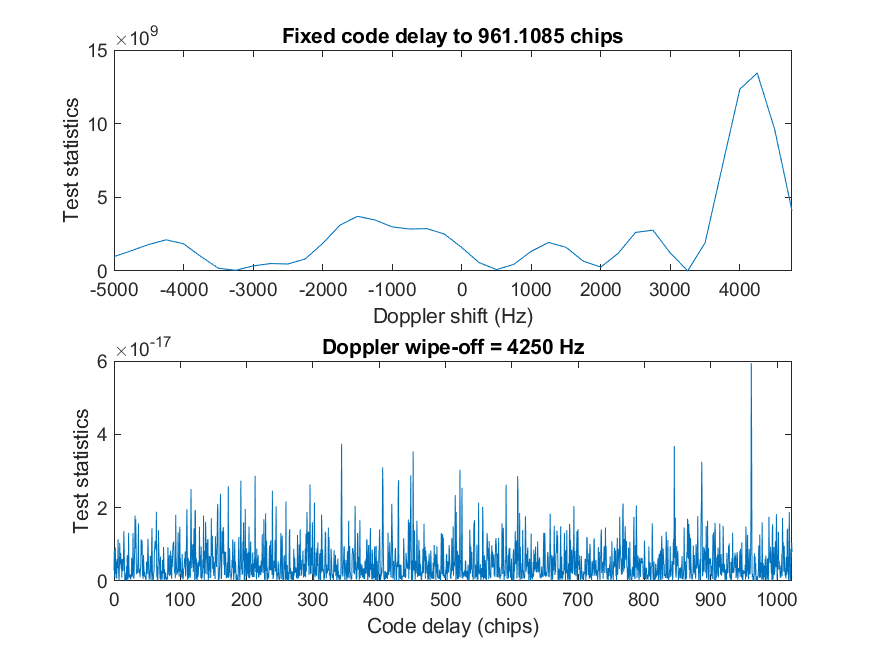 ×10^9
Fixed code delay to 961.1085 chips
15
10
5
0
Test statistics
-5000 -4000 -3000 -2000 -1000 0 1000 2000 3000 4000
Doppler shift (Hz)
×10^-17
Doppler wipe-off = 4250 Hz
6
4
2
0
Test statistics
0 100 200 300 400 500 600 700 800 900 1000
Code delay (chips)